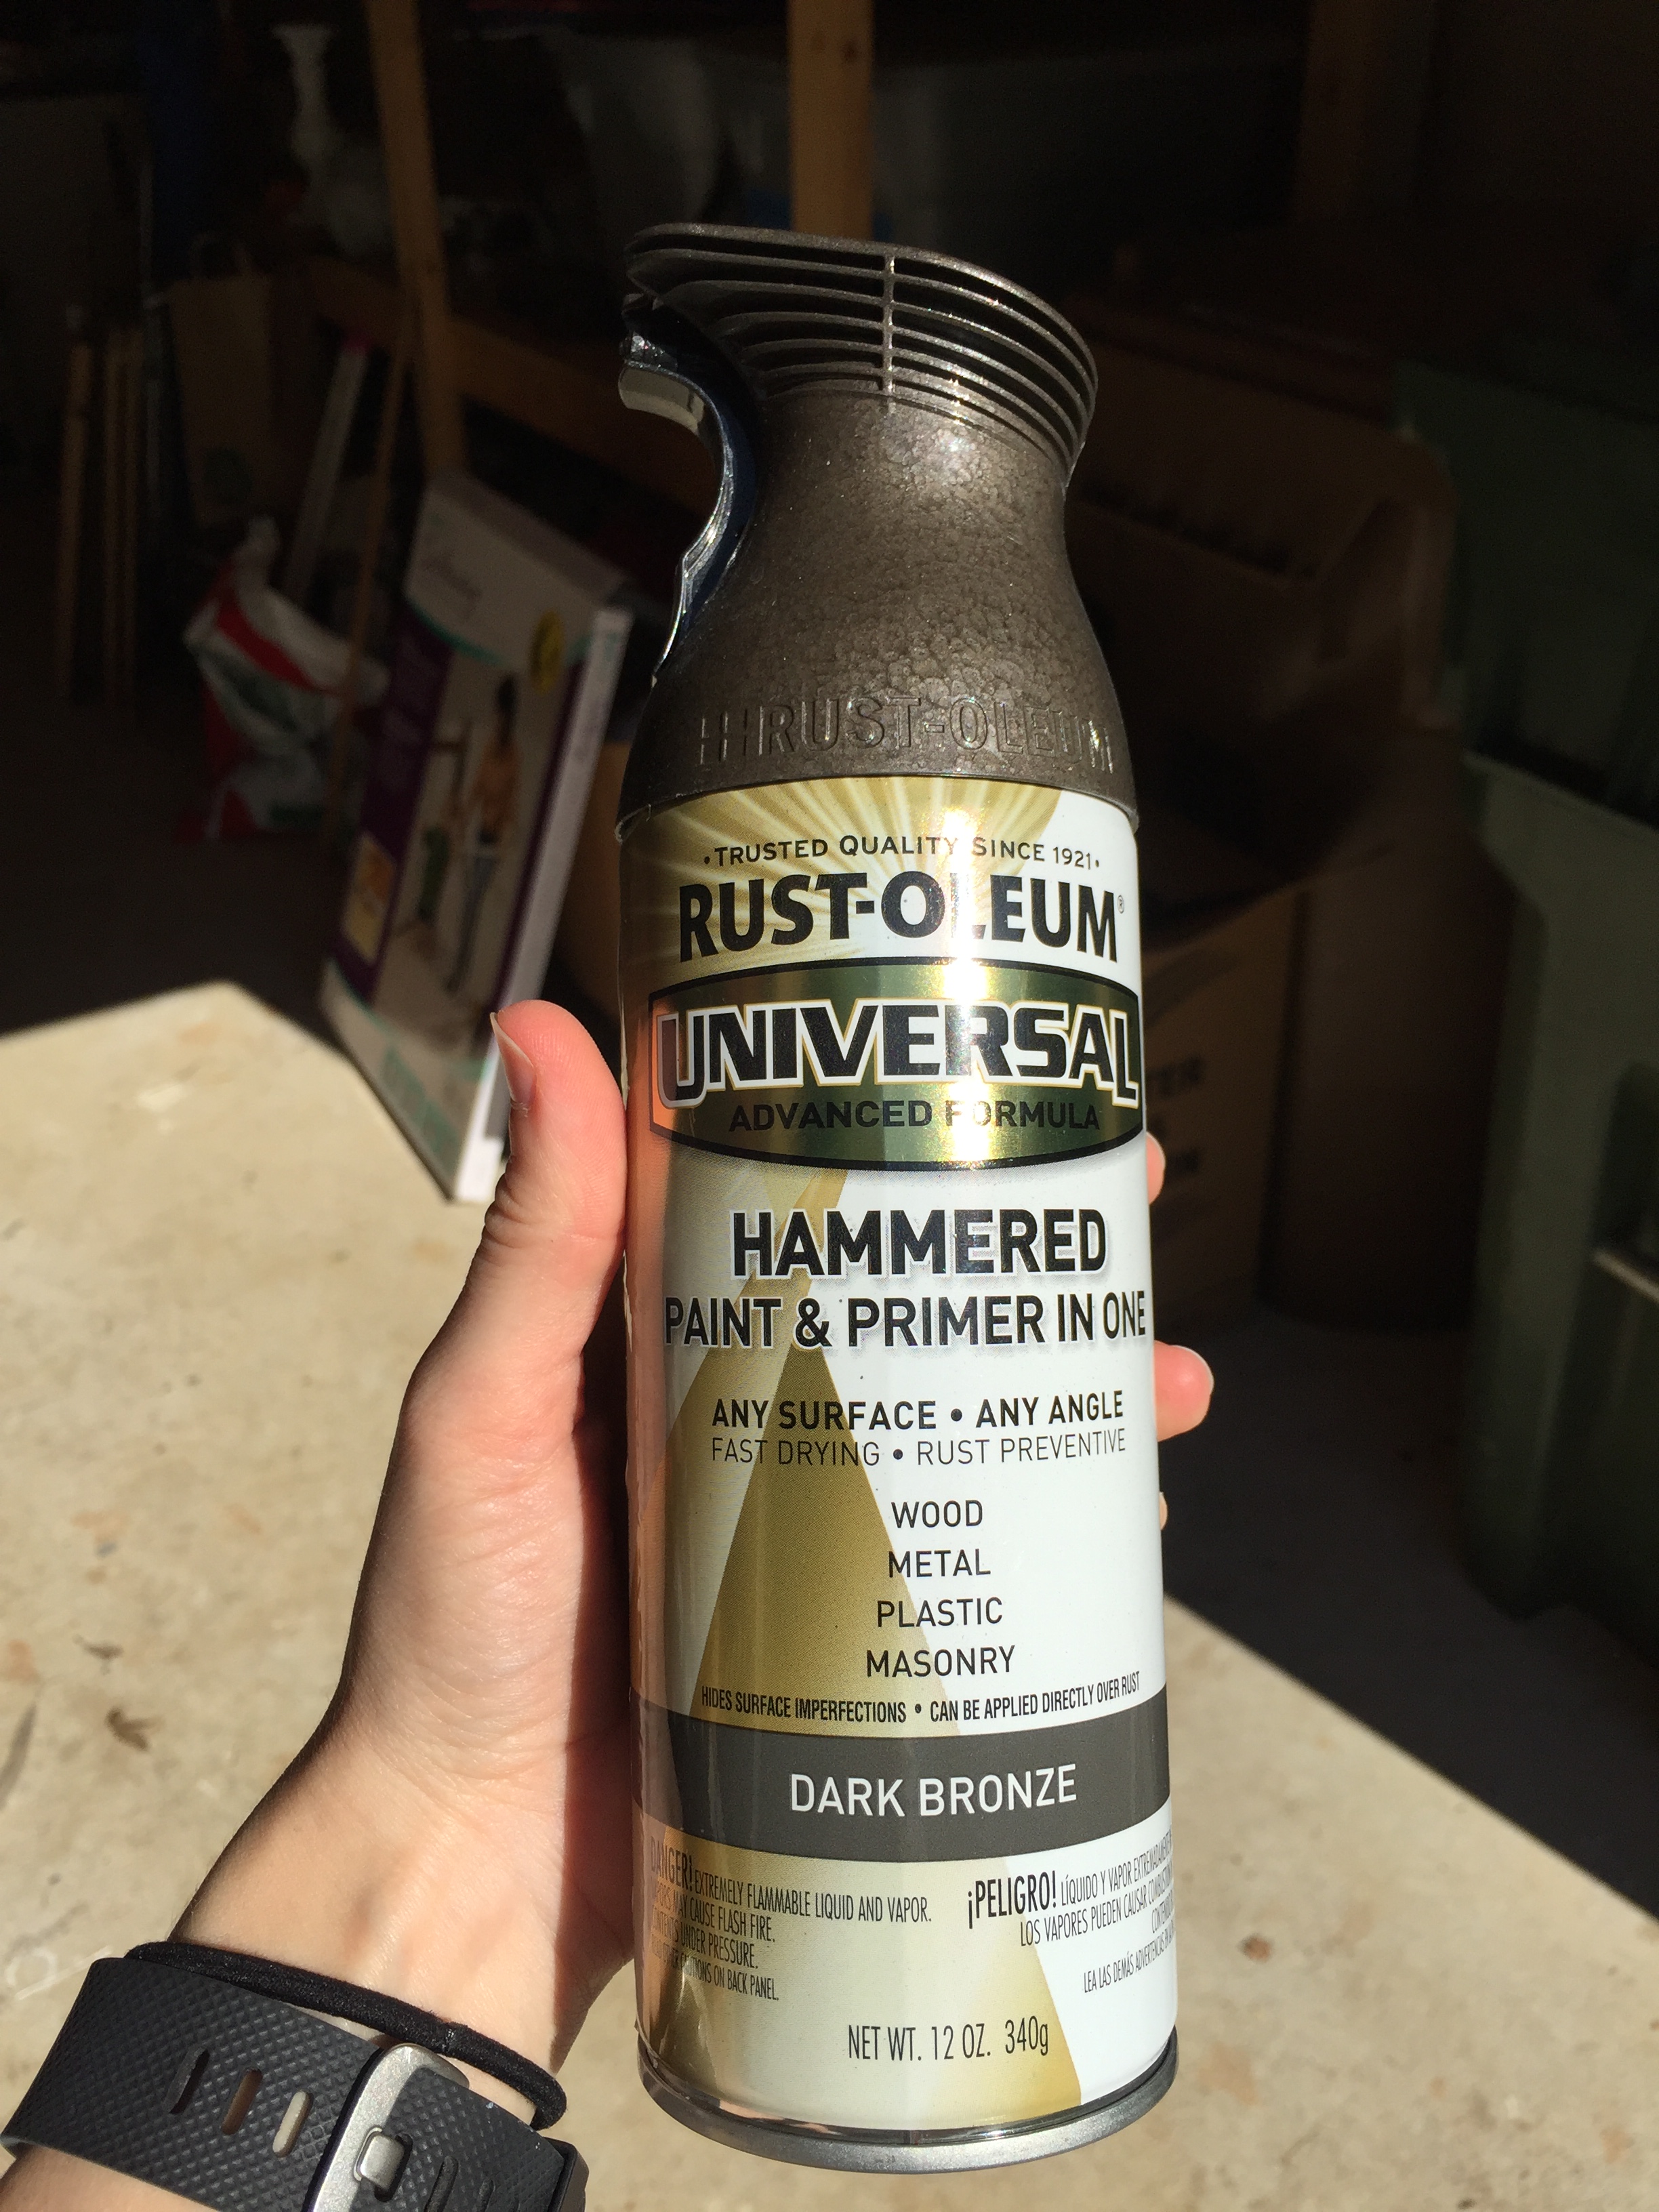 RUST-OLEUM
•TRUSTED QUALITY SINCE 1921•
RUST-OLEUM®
UNIVERSAL
ADVANCED FORMULA
HAMMERED
PAINT & PRIMER IN ONE
ANY SURFACE • ANY ANGLE
FAST DRYING • RUST PREVENTIVE
WOOD
METAL
PLASTIC
MASONRY
HIDES SURFACE IMPERFECTIONS • CAN BE APPLIED DIRECTLY OVER RUST
DARK BRONZE
DANGER! EXTREMELY FLAMMABLE LIQUID AND VAPOR.
MAY CAUSE FLASH FIRE.
UNDER PRESSURE.
ON BACK PANEL.
¡PELIGRO! LÍQUIDO Y VAPOR
LOS VAPORES PUEDEN CAUSAR
LEA LAS DEMÁS
NET WT. 12 OZ. 340g